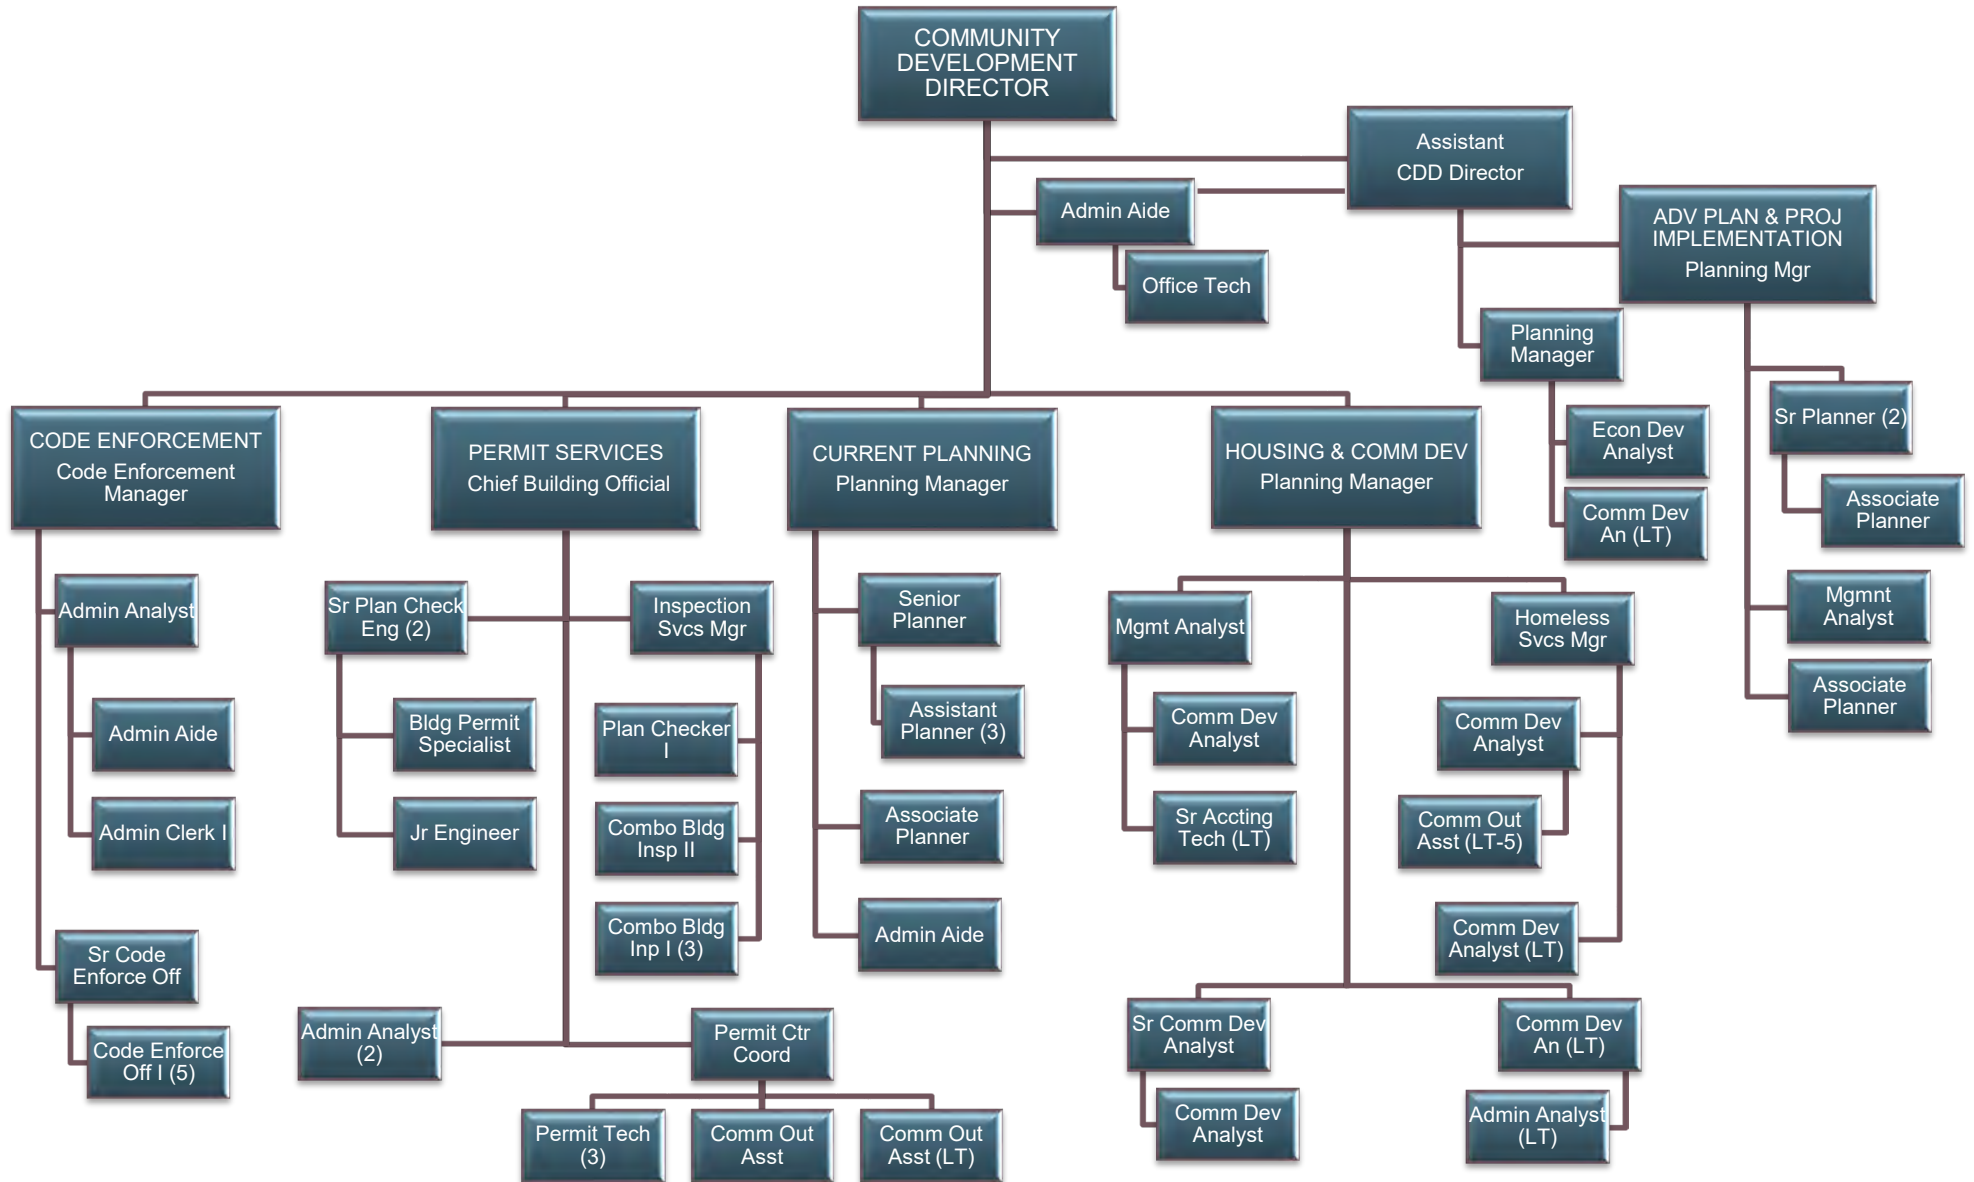 COMMUNITY
DEVELOPMENT
DIRECTOR
Assistant
CDD Director
Admin Aide
Office Tech
ADV PLAN & PROJ
IMPLEMENTATION
Planning Mgr
Planning
Manager
Econ Dev
Analyst
Comm Dev
An (LT)
Sr Planner (2)
Associate
Planner
Mgmnt
Analyst
Associate
Planner
CODE ENFORCEMENT
Code Enforcement
Manager
Admin Analyst
Admin Aide
Admin Clerk I
Sr Code
Enforce Off
Code Enforce
Off I (5)
PERMIT SERVICES
Chief Building Official
Sr Plan Check
Eng (2)
Bldg Permit
Specialist
Jr Engineer
Inspection
Svcs Mgr
Plan Checker
I
Combo Bldg
Insp II
Combo Bldg
Inp I (3)
Admin Analyst
(2)
Permit Ctr
Coord
Permit Tech
(3)
Comm Out
Asst
Comm Out
Asst (LT)
CURRENT PLANNING
Planning Manager
Senior
Planner
Assistant
Planner (3)
Associate
Planner
Admin Aide
HOUSING & COMM DEV
Planning Manager
Mgmt Analyst
Comm Dev
Analyst
Sr Accting
Tech (LT)
Homeless
Svcs Mgr
Comm Dev
Analyst
Comm Out
Asst (LT-5)
Comm Dev
Analyst (LT)
Sr Comm Dev
Analyst
Comm Dev
Analyst
Comm Dev
An (LT)
Admin Analyst
(LT)